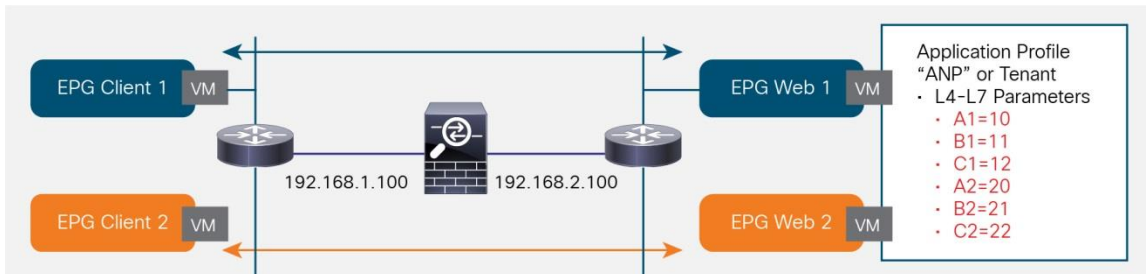 EPG Client 1
VM
EPG Web 1
VM
192.168.1.100
192.168.2.100
EPG Client 2
VM
EPG Web 2
VM
Application Profile
“ANP” or Tenant
• L4-L7 Parameters
• A1=10
• B1=11
• C1=12
• A2=20
• B2=21
• C2=22